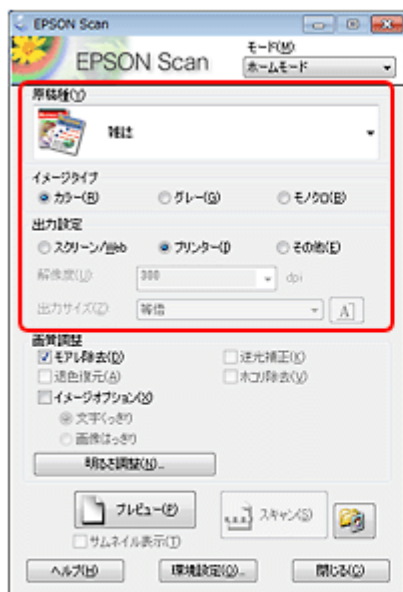 EPSON Scan
モード(M)
EPSON Scan
ホームモード
原稿種(Y)
雑誌
イメージタイプ
カラー(R) グレー(G) モノクロ(B)
出力設定
スクリーン/Web プリンター(I) その他(E)
解像度(U): 300 dpi
出力サイズ(Z): 等倍
画質調整
モアレ除去(D) 逆光補正(K)
退色復元(A) ホコリ除去(V)
イメージオプション(X)
文字くっきり
画像はっきり
明るさ調整(N)...
プレビュー(P) スキャン(S)
サムネイル表示(T)
ヘルプ(H) 環境設定(O)... 閉じる(C)